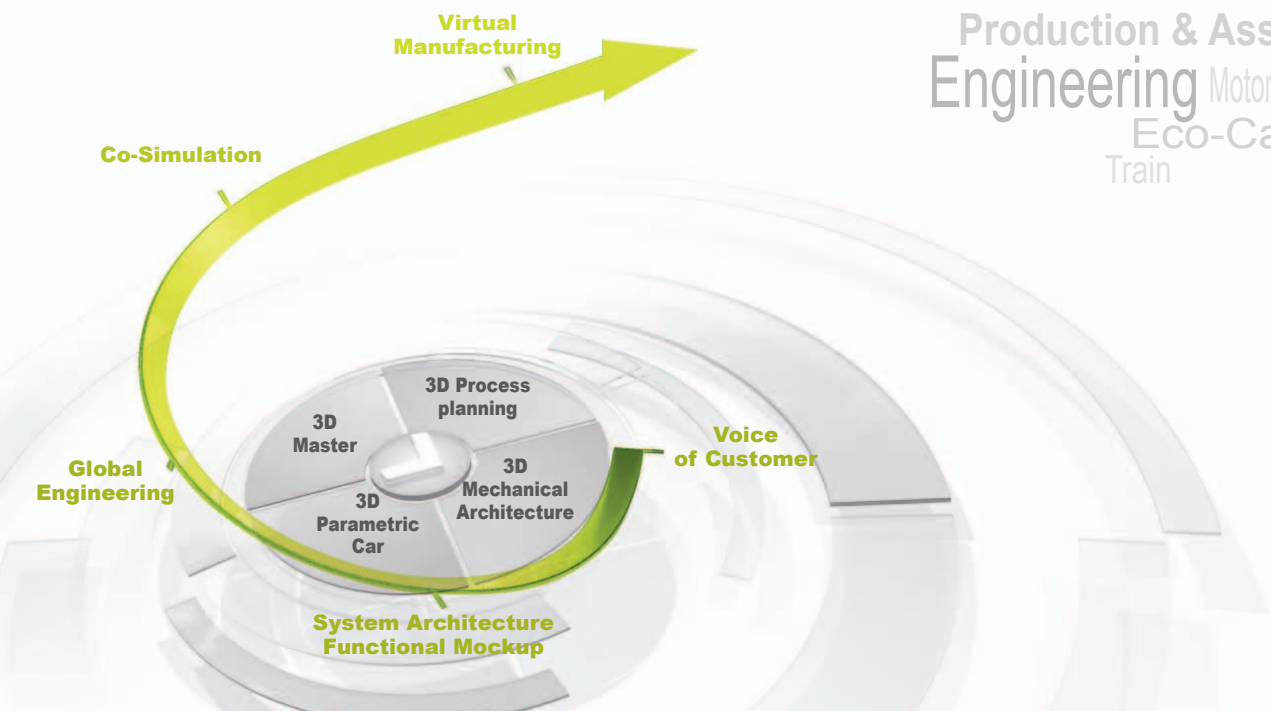 Virtual
Manufacturing
Production & Ass
Engineering Motor
Eco-Ca
Train
Co-Simulation
3D Process
planning
3D
Master
Voice
of Customer
Global
Engineering
3D
Mechanical
Architecture
3D
Parametric
Car
System Architecture
Functional Mockup